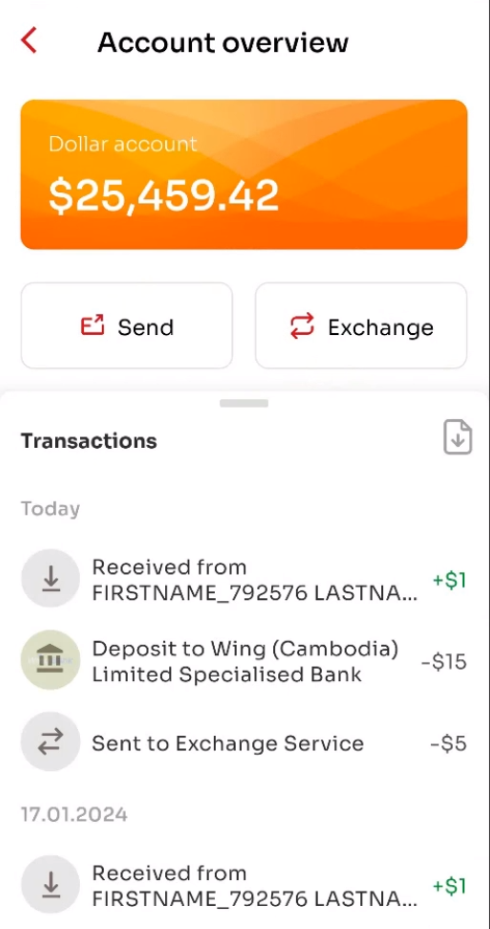 Account overview
Dollar account
$25,459.42
Send
Exchange
Transactions
Today
Received from
FIRSTNAME_792576 LASTNA... +$1
Deposit to Wing (Cambodia)
Limited Specialised Bank -$15
Sent to Exchange Service -$5
17.01.2024
Received from
FIRSTNAME_792576 LASTNA... +$1